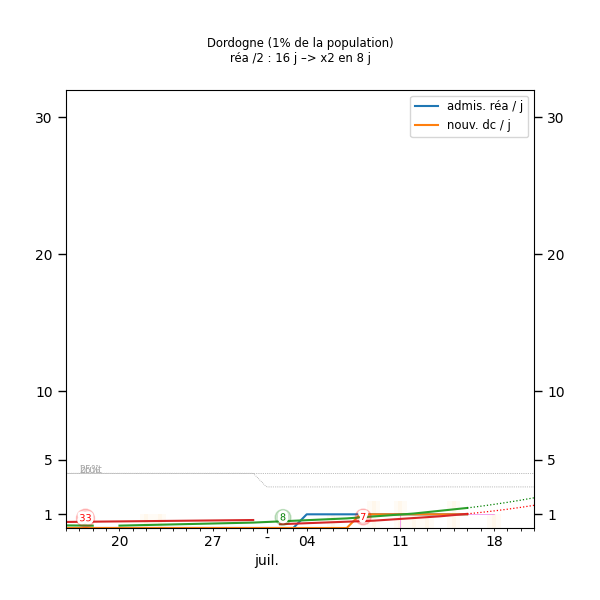 Dordogne (1% de la population)
réa /2 : 16 j –> x2 en 8 j
admis. réa / j
nouv. dc / j
30 30
20 20
10 10
5 5
25%
33 8 7
1 1
20 27 - 04 11 18
juil.